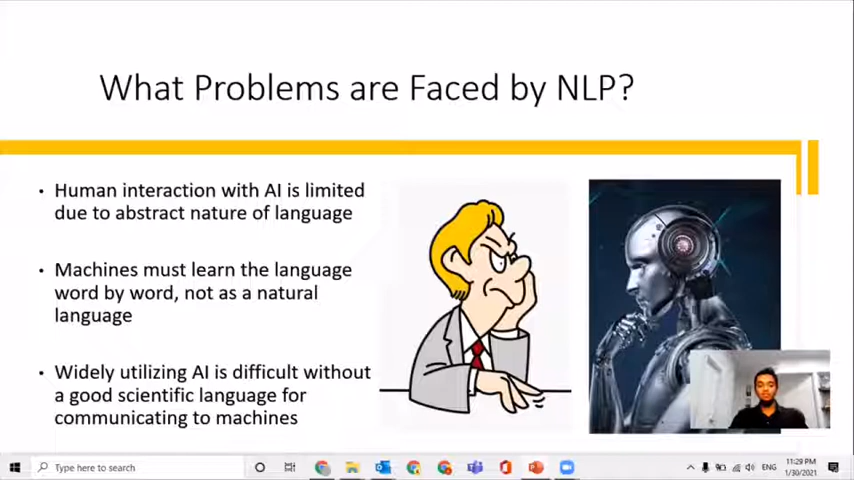 What Problems are Faced by NLP?
• Human interaction with AI is limited
due to abstract nature of language
• Machines must learn the language
word by word, not as a natural
language
• Widely utilizing AI is difficult without
a good scientific language for
communicating to machines
Type here to search
ENG
11:29 PM
1/30/2021